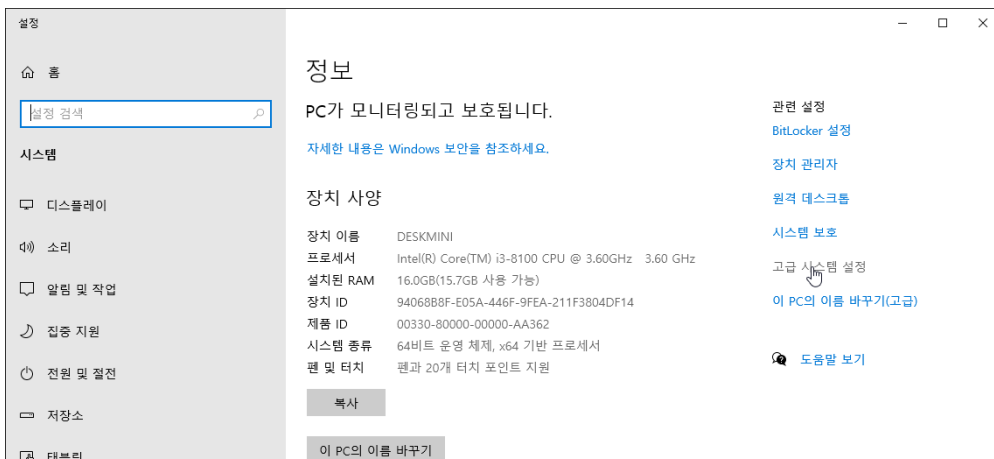 설정
홈
설정 검색
시스템
디스플레이
소리
알림 및 작업
집중 지원
전원 및 절전
저장소
태블릿
정보
PC가 모니터링되고 보호됩니다.
자세한 내용은 Windows 보안을 참조하세요.
장치 사양
장치 이름 DESKMINI
프로세서 Intel(R) Core(TM) i3-8100 CPU @ 3.60GHz 3.60 GHz
설치된 RAM 16.0GB(15.7GB 사용 가능)
장치 ID 94068B8F-E05A-446F-9FEA-211F3804DF14
제품 ID 00330-80000-00000-AA362
시스템 종류 64비트 운영 체제, x64 기반 프로세서
펜 및 터치 펜과 20개 터치 포인트 지원
복사
이 PC의 이름 바꾸기
관련 설정
BitLocker 설정
장치 관리자
원격 데스크톱
시스템 보호
고급 시스템 설정
이 PC의 이름 바꾸기(고급)
도움말 보기